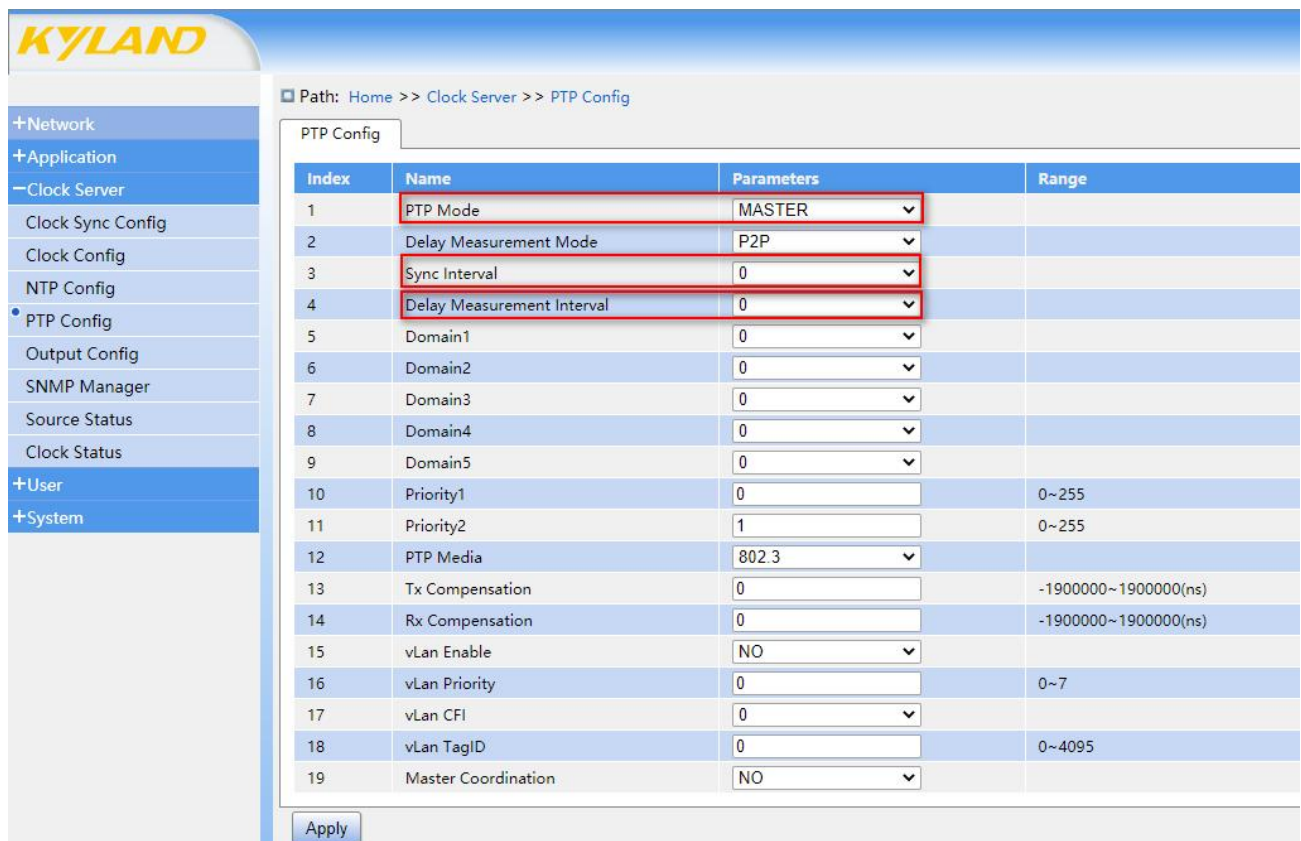 KYLAND
Path: Home >> Clock Server >> PTP Config
+Network
+Application
−Clock Server
Clock Sync Config
Clock Config
NTP Config
PTP Config
Output Config
SNMP Manager
Source Status
Clock Status
+User
+System
PTP Config
Index Name Parameters Range
1 PTP Mode MASTER
2 Delay Measurement Mode P2P
3 Sync Interval 0
4 Delay Measurement Interval 0
5 Domain1 0
6 Domain2 0
7 Domain3 0
8 Domain4 0
9 Domain5 0
10 Priority1 0 0~255
11 Priority2 1 0~255
12 PTP Media 802.3
13 Tx Compensation 0 -1900000~1900000(ns)
14 Rx Compensation 0 -1900000~1900000(ns)
15 vLan Enable NO
16 vLan Priority 0 0~7
17 vLan CFI 0
18 vLan TagID 0 0~4095
19 Master Coordination NO
Apply